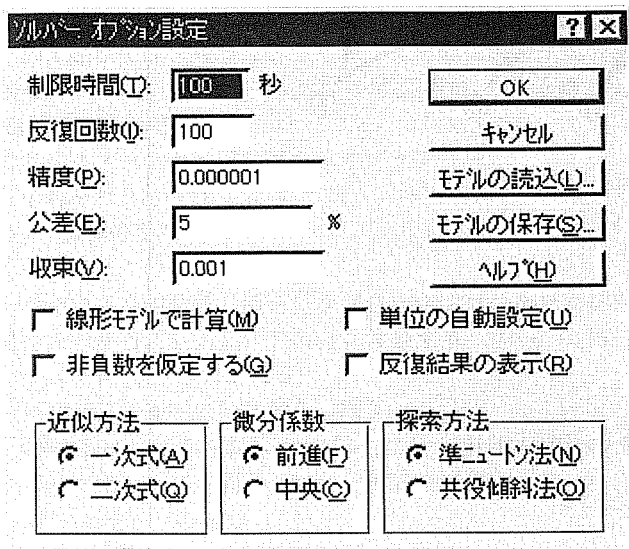 ソルバー オプション設定 ? ×
制限時間(T): 100 秒 OK
反復回数(I): 100 キャンセル
精度(P): 0.000001 モデルの読込(L)...
公差(E): 5 % モデルの保存(S)...
収束(V): 0.001 ヘルプ(H)
線形モデルで計算(M) 単位の自動設定(U)
非負数を仮定する(G) 反復結果の表示(R)
近似方法 微分係数 探索方法
一次式(A) 前進(F) 準ニュートン法(N)
二次式(Q) 中央(C) 共役傾斜法(O)